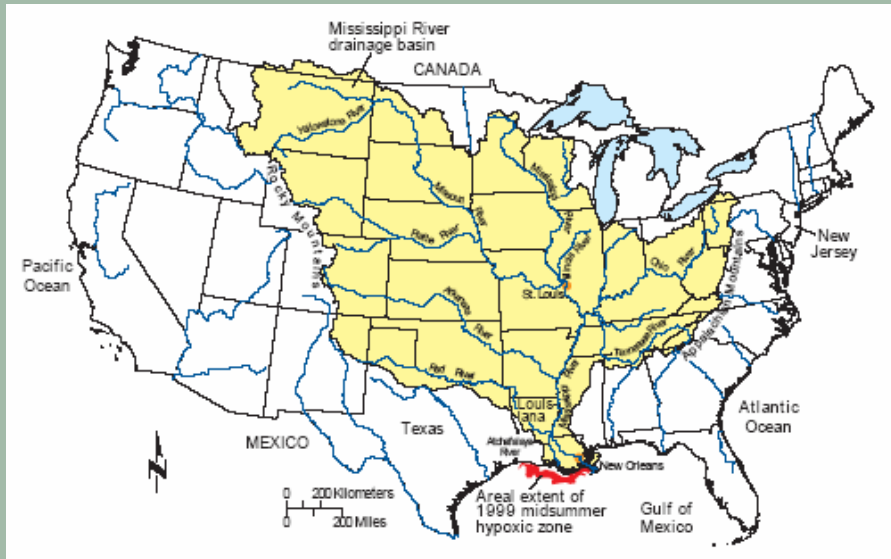 Mississippi River
drainage basin
CANADA
Yellowstone River
Rocky Mountains
Missouri River
Mississippi River
Platte River
Illinois River
Ohio River
New
Jersey
Pacific
Ocean
St. Louis
Appalachian Mountains
Arkansas River
Tennessee River
Mississippi River
Red River
Louis-
iana
Atlantic
Ocean
MEXICO
Texas
Atchafalaya
River
New Orleans
N
0 200 Kilometers
0 200 Miles
Areal extent of
1999 midsummer
hypoxic zone
Gulf of
Mexico